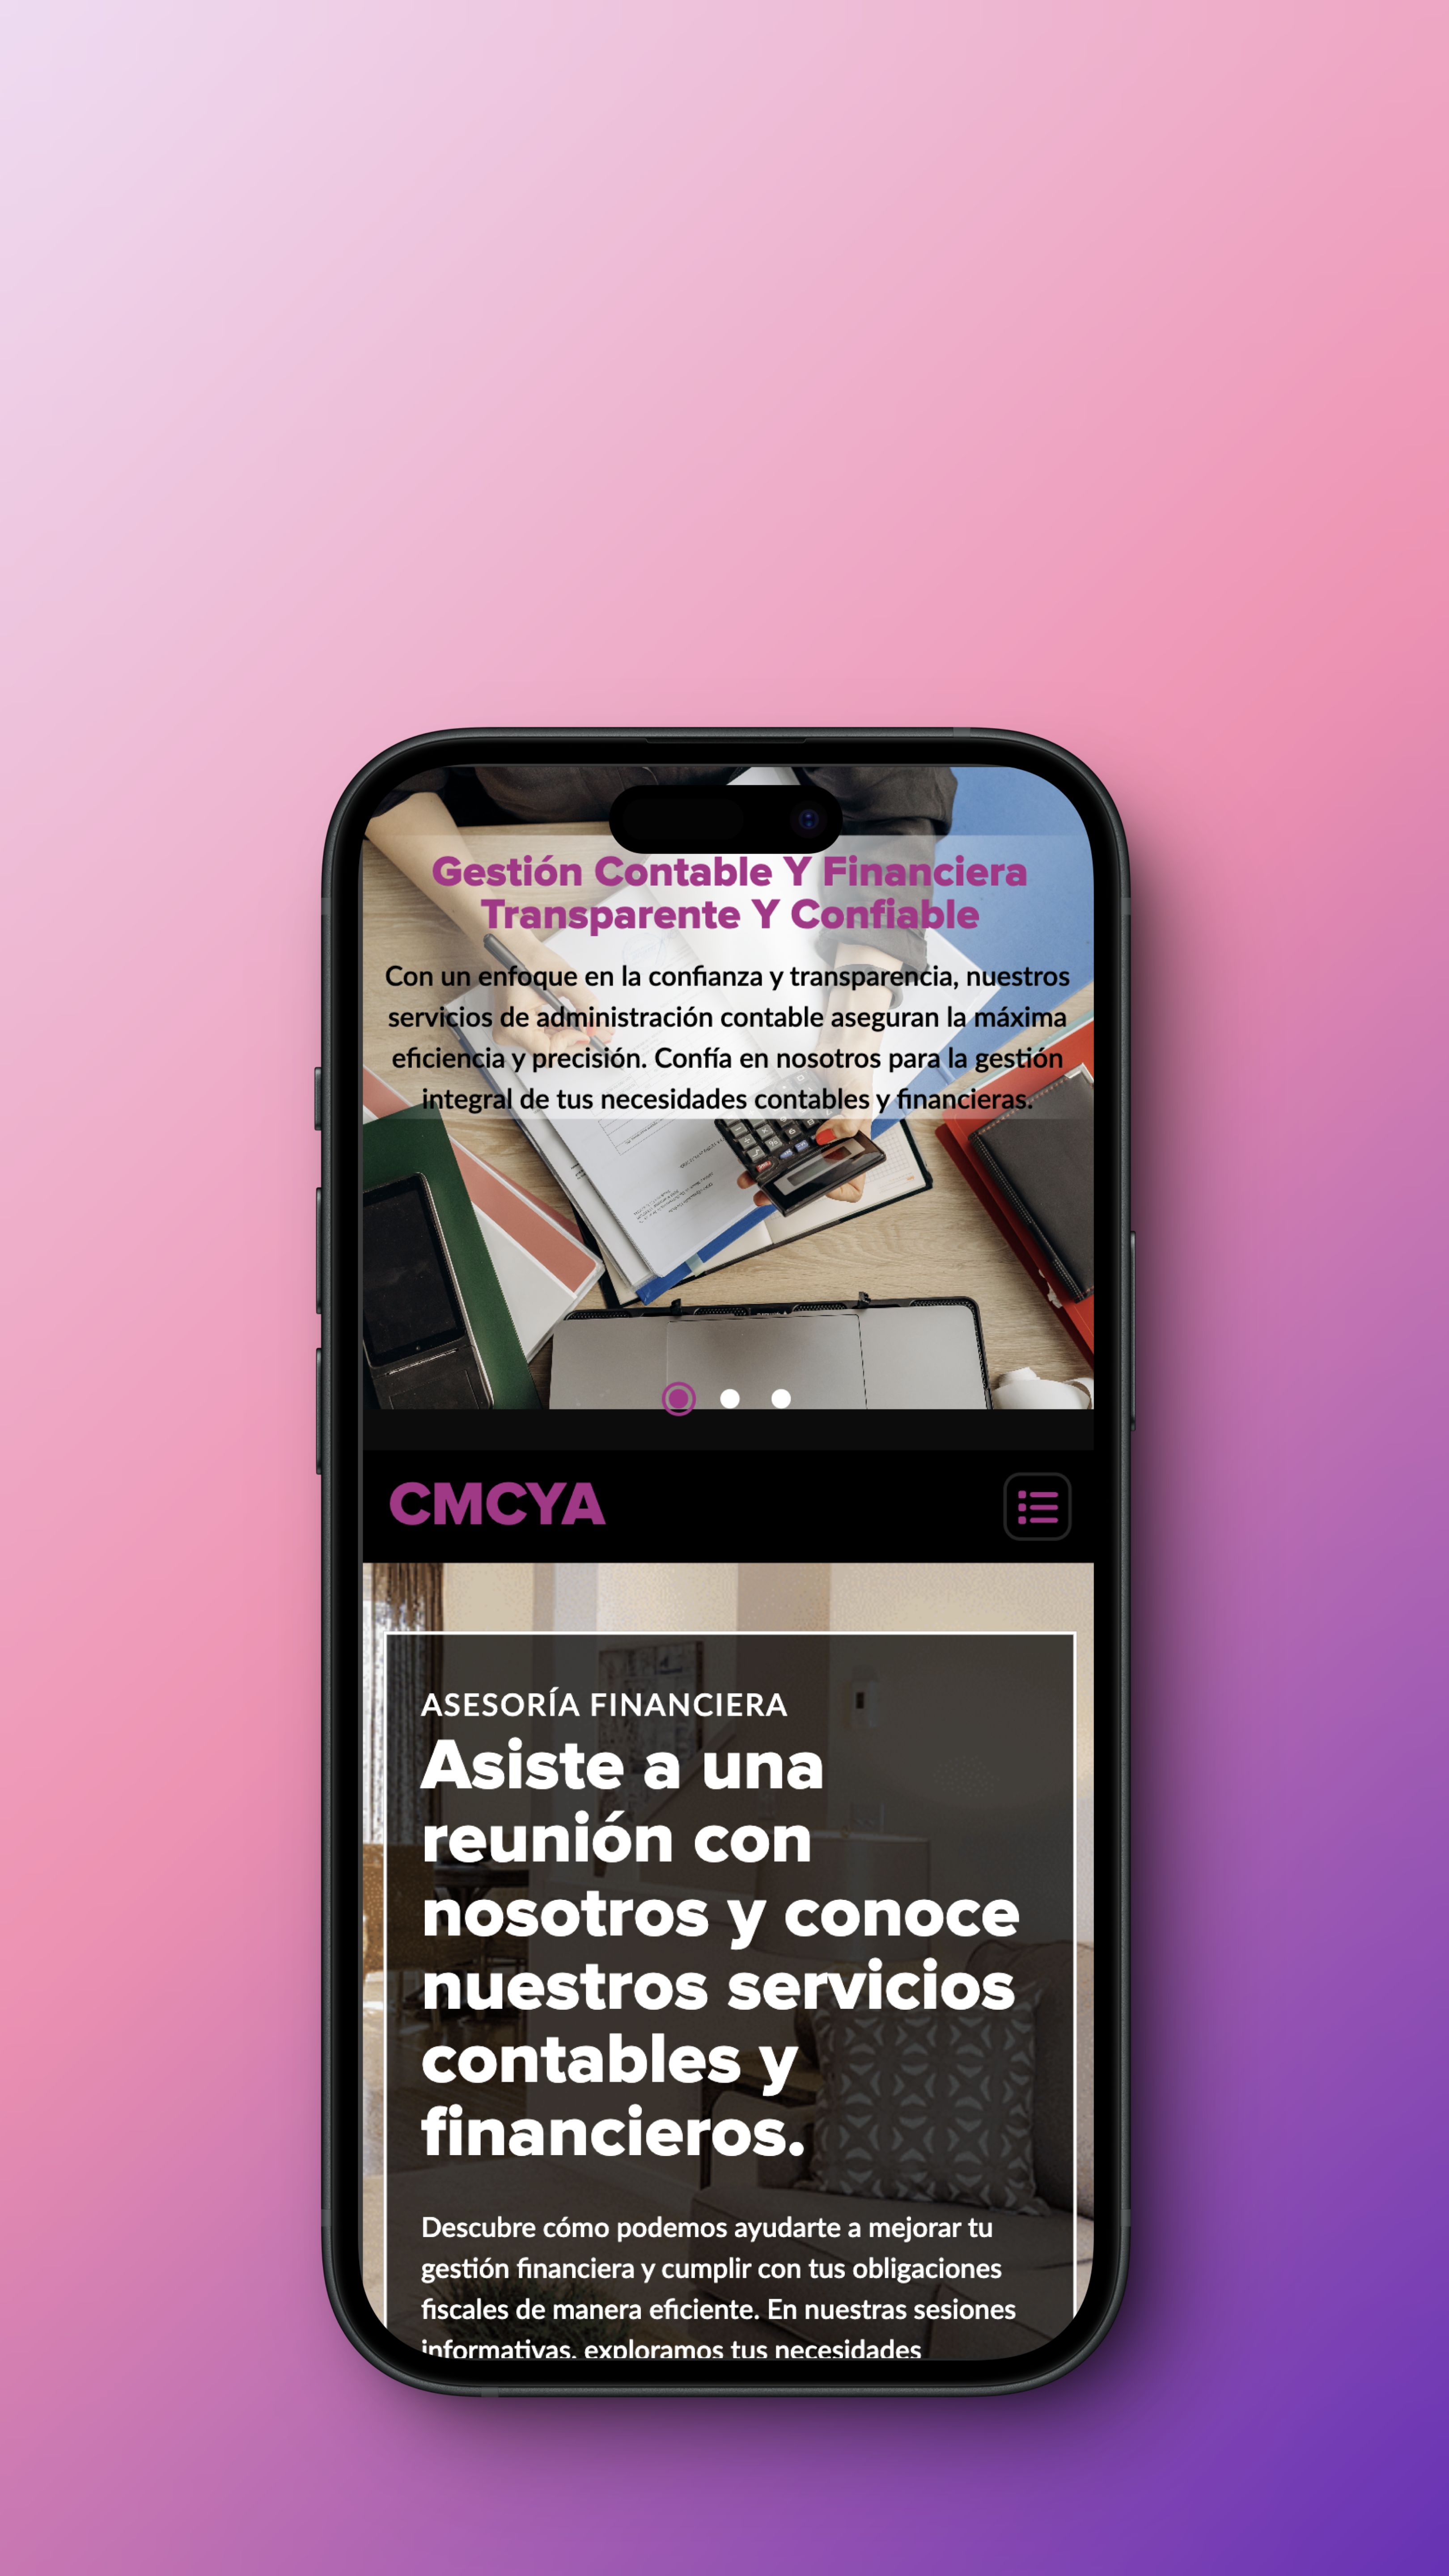 Gestión Contable Y Financiera
Transparente Y Confiable
Con un enfoque en la confianza y transparencia, nuestros
servicios de administración contable aseguran la máxima
eficiencia y precisión. Confía en nosotros para la gestión
integral de tus necesidades contables y financieras.
CMCYA
ASESORÍA FINANCIERA
Asiste a una
reunión con
nosotros y conoce
nuestros servicios
contables y
financieros.
Descubre cómo podemos ayudarte a mejorar tu
gestión financiera y cumplir con tus obligaciones
fiscales de manera eficiente. En nuestras sesiones
informativas, exploramos tus necesidades